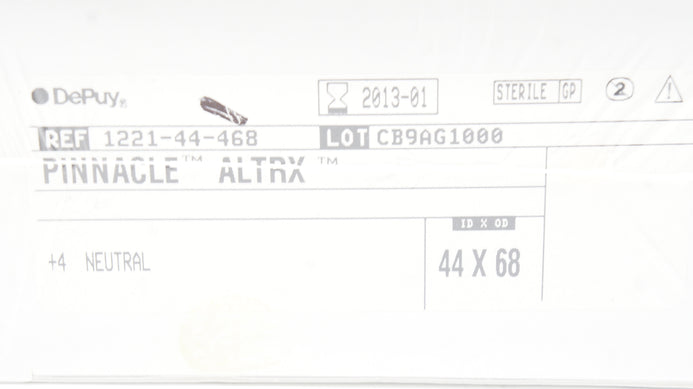 DePuy® 2013-01 STERILE GP 2
REF 1221-44-468 LOT CB9AG1000
PINNACLE™ ALTRX™
ID X OD
+4 NEUTRAL 44 X 68